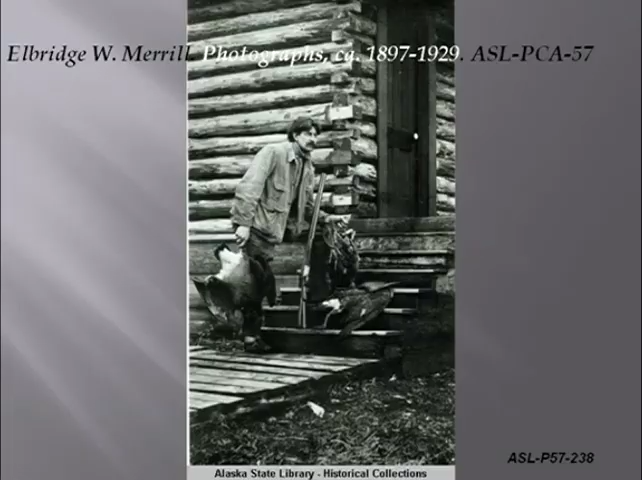 Elbridge W. Merrill. Photographs, ca. 1897-1929. ASL-PCA-57
ASL-P57-238
Alaska State Library - Historical Collections